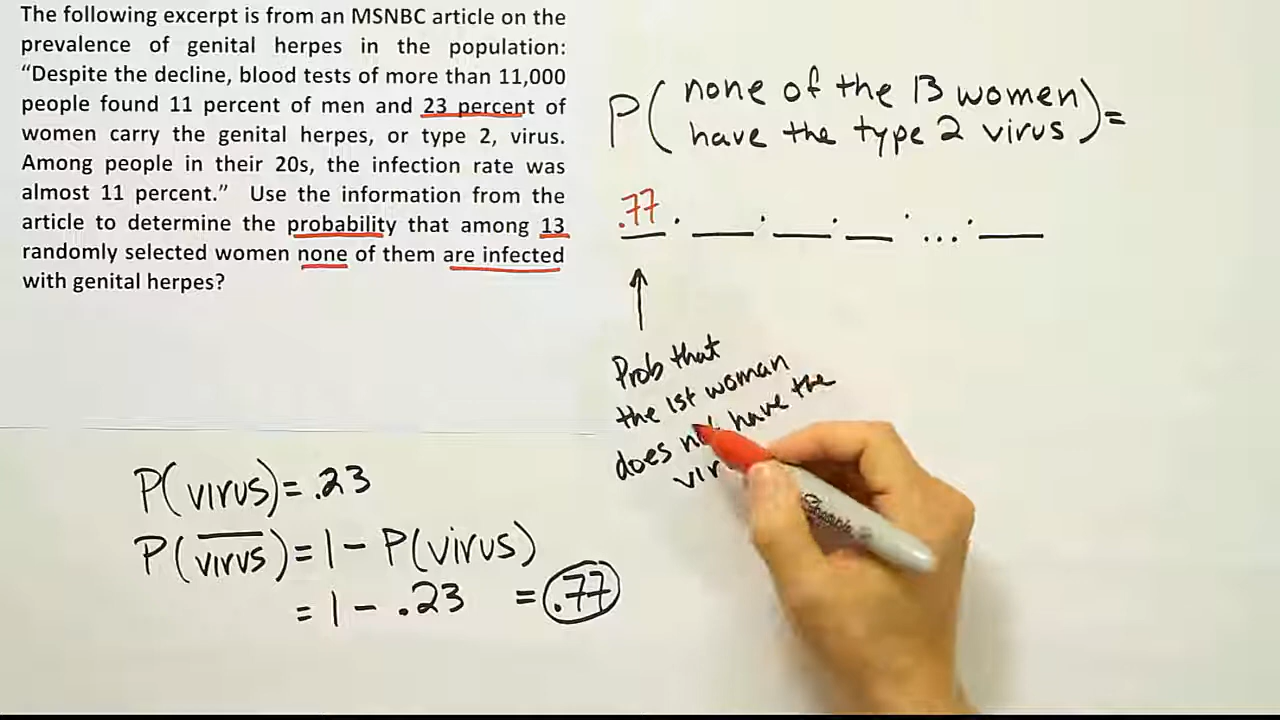 The following excerpt is from an MSNBC article on the
prevalence of genital herpes in the population:
“Despite the decline, blood tests of more than 11,000
people found 11 percent of men and 23 percent of
women carry the genital herpes, or type 2, virus.
Among people in their 20s, the infection rate was
almost 11 percent.” Use the information from the
article to determine the probability that among 13
randomly selected women none of them are infected
with genital herpes?
P(none of the 13 women
have the type 2 virus)=
.77 · ___ · ___ · ___ · ... · ___
Prob that
the 1st woman
does not have the
P(virus)=.23
P(virus)=1-P(virus)
=1-.23 =.77
Sharpie